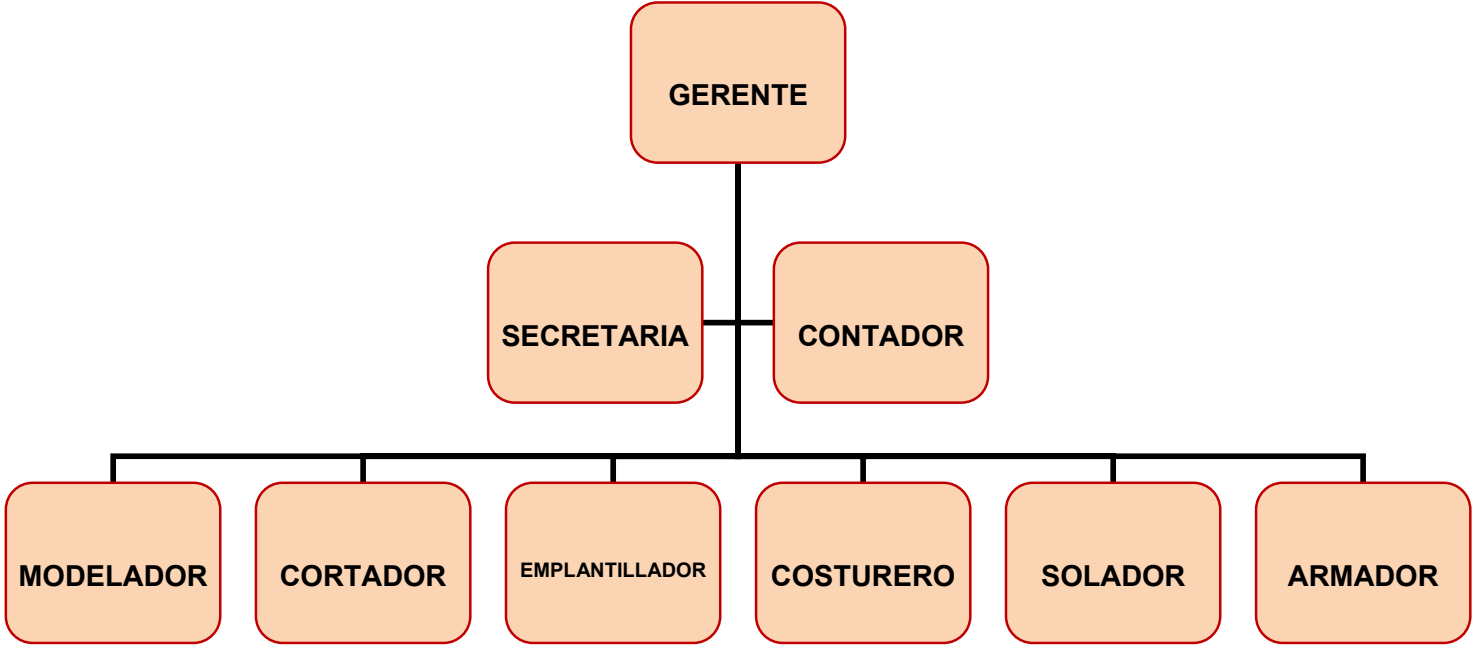 GERENTE
SECRETARIA
CONTADOR
MODELADOR
CORTADOR
EMPLANTILLADOR
COSTURERO
SOLADOR
ARMADOR